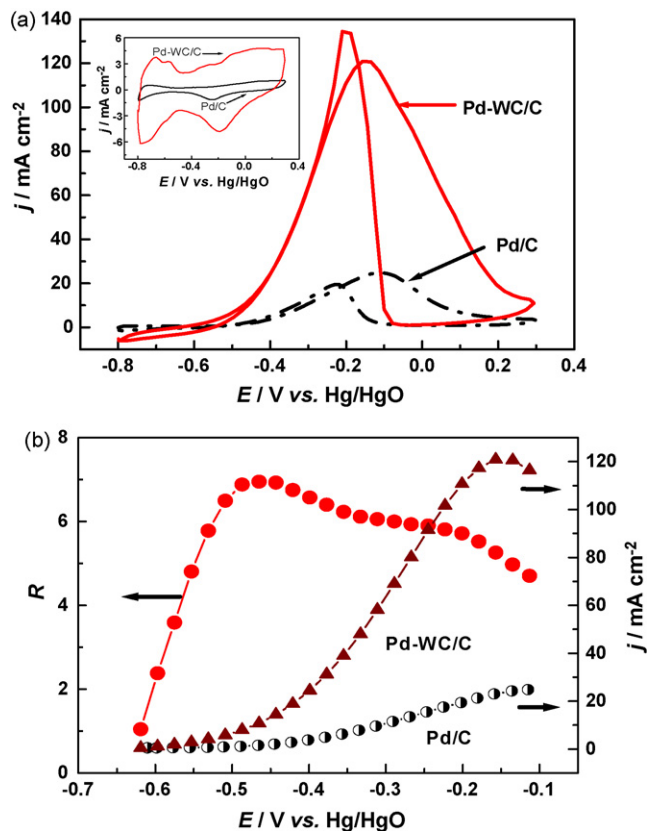 (a)
140
120
100
80
60
40
20
0
j / mA cm-2
-0.8 -0.6 -0.4 -0.2 0.0 0.2 0.4
E / V vs. Hg/HgO
Pd-WC/C
Pd/C
6
3
0
-3
-6
j / mA cm-2
Pd-WC/C
Pd/C
-0.8 -0.4 0.0 0.4
E / V vs. Hg/HgO
(b)
8
6
4
2
0
R
120
100
80
60
40
20
0
j / mA cm-2
Pd-WC/C
Pd/C
-0.7 -0.6 -0.5 -0.4 -0.3 -0.2 -0.1
E / V vs. Hg/HgO